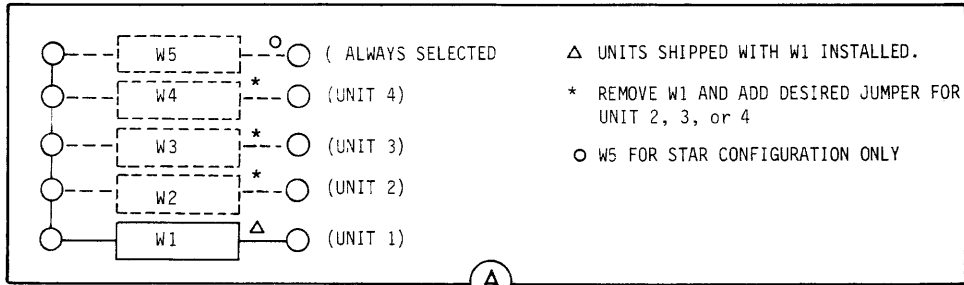 W5 ( ALWAYS SELECTED
W4 * (UNIT 4)
W3 * (UNIT 3)
W2 * (UNIT 2)
W1 Δ (UNIT 1)
Δ UNITS SHIPPED WITH W1 INSTALLED.
* REMOVE W1 AND ADD DESIRED JUMPER FOR
UNIT 2, 3, or 4
O W5 FOR STAR CONFIGURATION ONLY
A